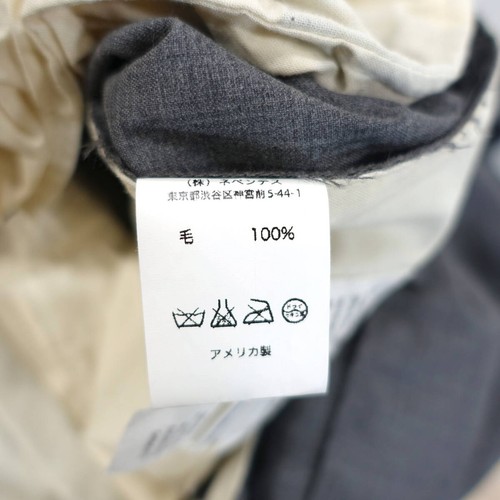 (株)ネペンテス
東京都渋谷区神宮前5-44-1
毛 100%
アメリカ製